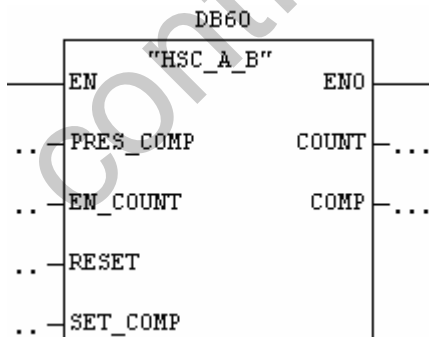 DB60
"HSC_A_B"
EN ENO
.. PRES_COMP COUNT ...
.. EN_COUNT COMP ...
.. RESET
.. SET_COMP